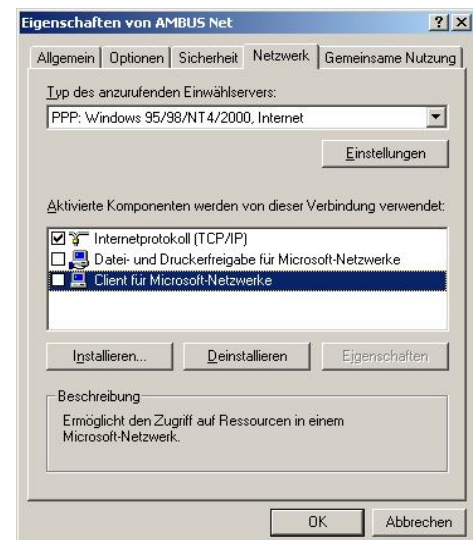 Eigenschaften von AMBUS Net
Allgemein Optionen Sicherheit Netzwerk Gemeinsame Nutzung
Typ des anzurufenden Einwählservers:
PPP: Windows 95/98/NT4/2000, Internet
Einstellungen
Aktivierte Komponenten werden von dieser Verbindung verwendet:
Internetprotokoll (TCP/IP)
Datei- und Druckerfreigabe für Microsoft-Netzwerke
Client für Microsoft-Netzwerke
Installieren... Deinstallieren Eigenschaften
Beschreibung
Ermöglicht den Zugriff auf Ressourcen in einem
Microsoft-Netzwerk.
OK Abbrechen